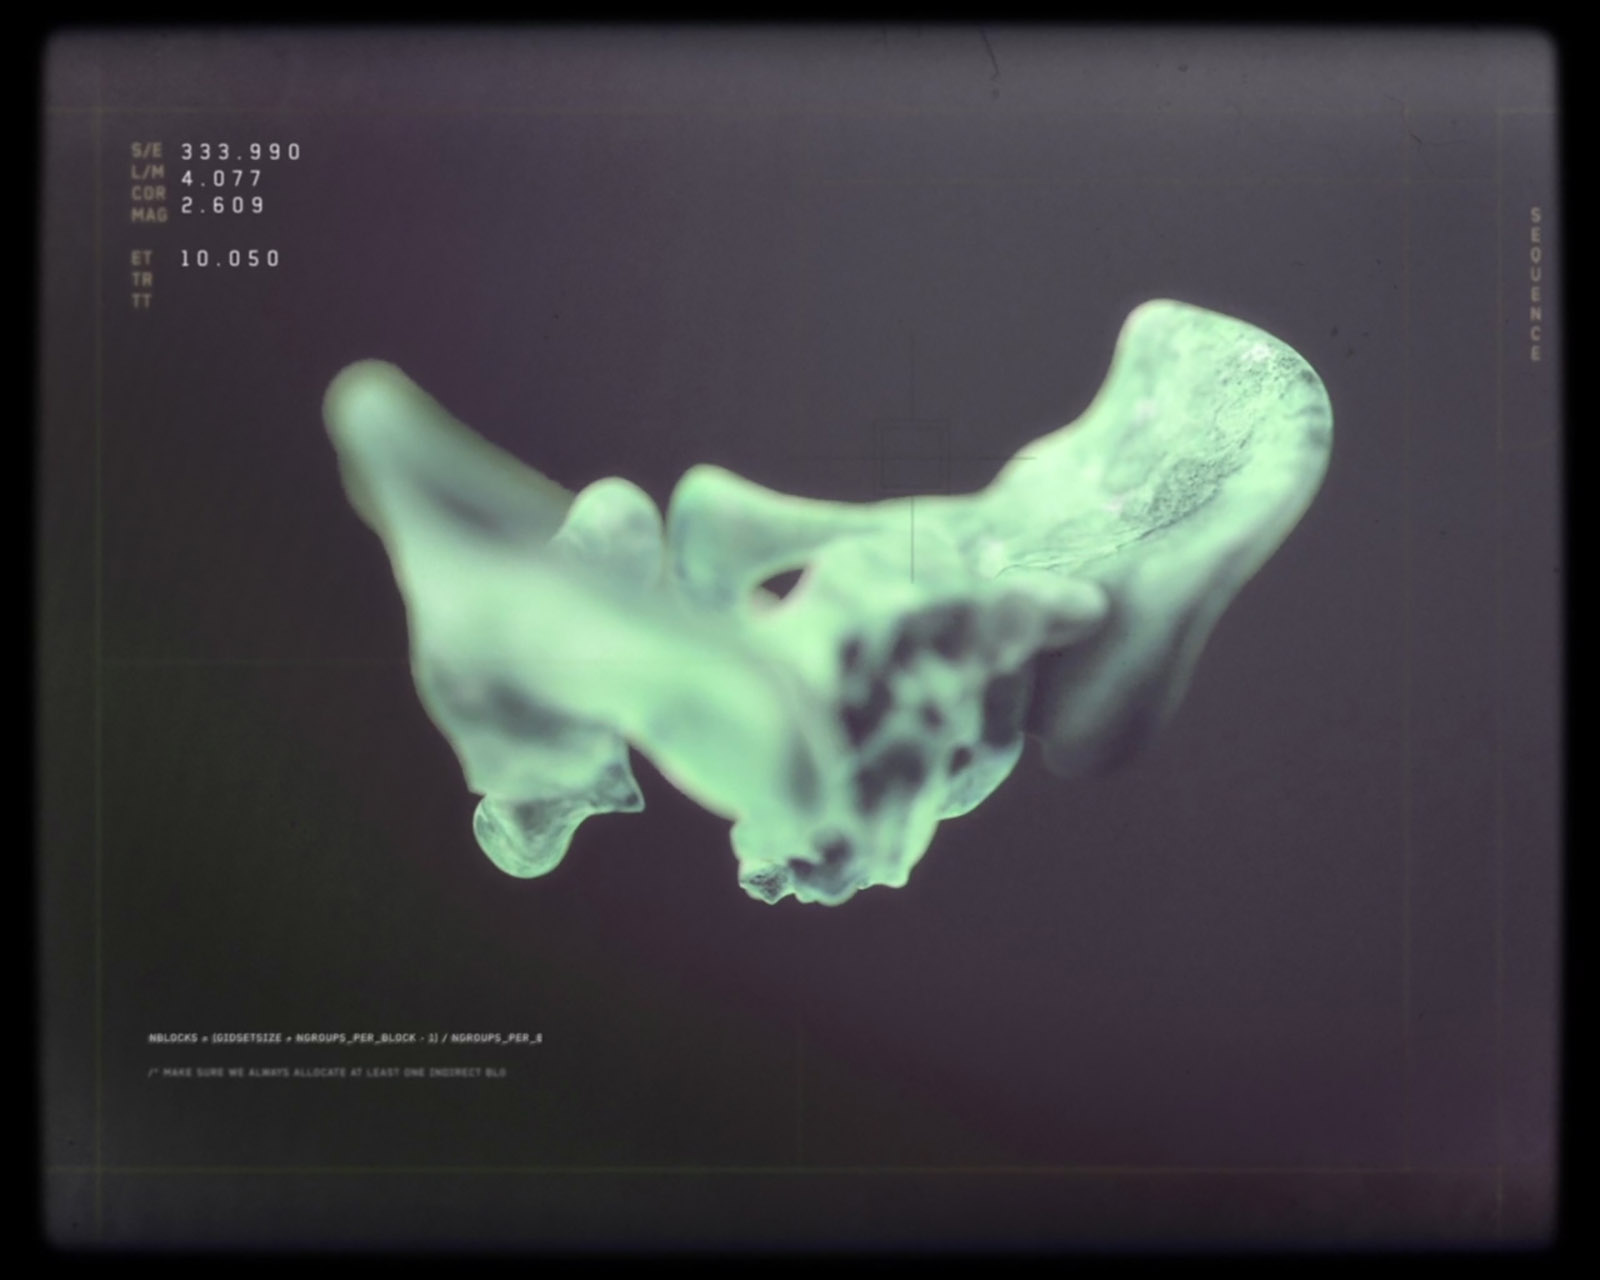 S/E 333.990
L/M 4.077
COR 2.609
MAG
ET 10.050
TR
TT
SEQUENCE
NBLOCKS = (GIDSETSIZE + NGROUPS_PER_BLOCK - 1) / NGROUPS_PER_B
/* MAKE SURE WE ALWAYS ALLOCATE AT LEAST ONE INDIRECT BLO